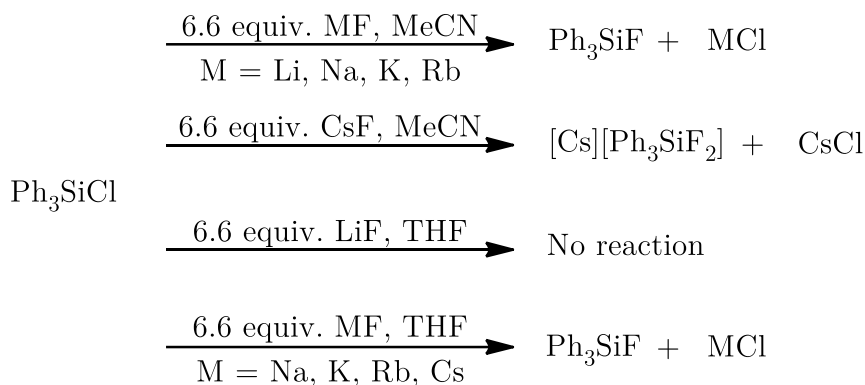 6.6 equiv. MF, MeCN
M = Li, Na, K, Rb
Ph₃SiF + MCl
6.6 equiv. CsF, MeCN
[Cs][Ph₃SiF₂] + CsCl
Ph₃SiCl
6.6 equiv. LiF, THF
No reaction
6.6 equiv. MF, THF
M = Na, K, Rb, Cs
Ph₃SiF + MCl